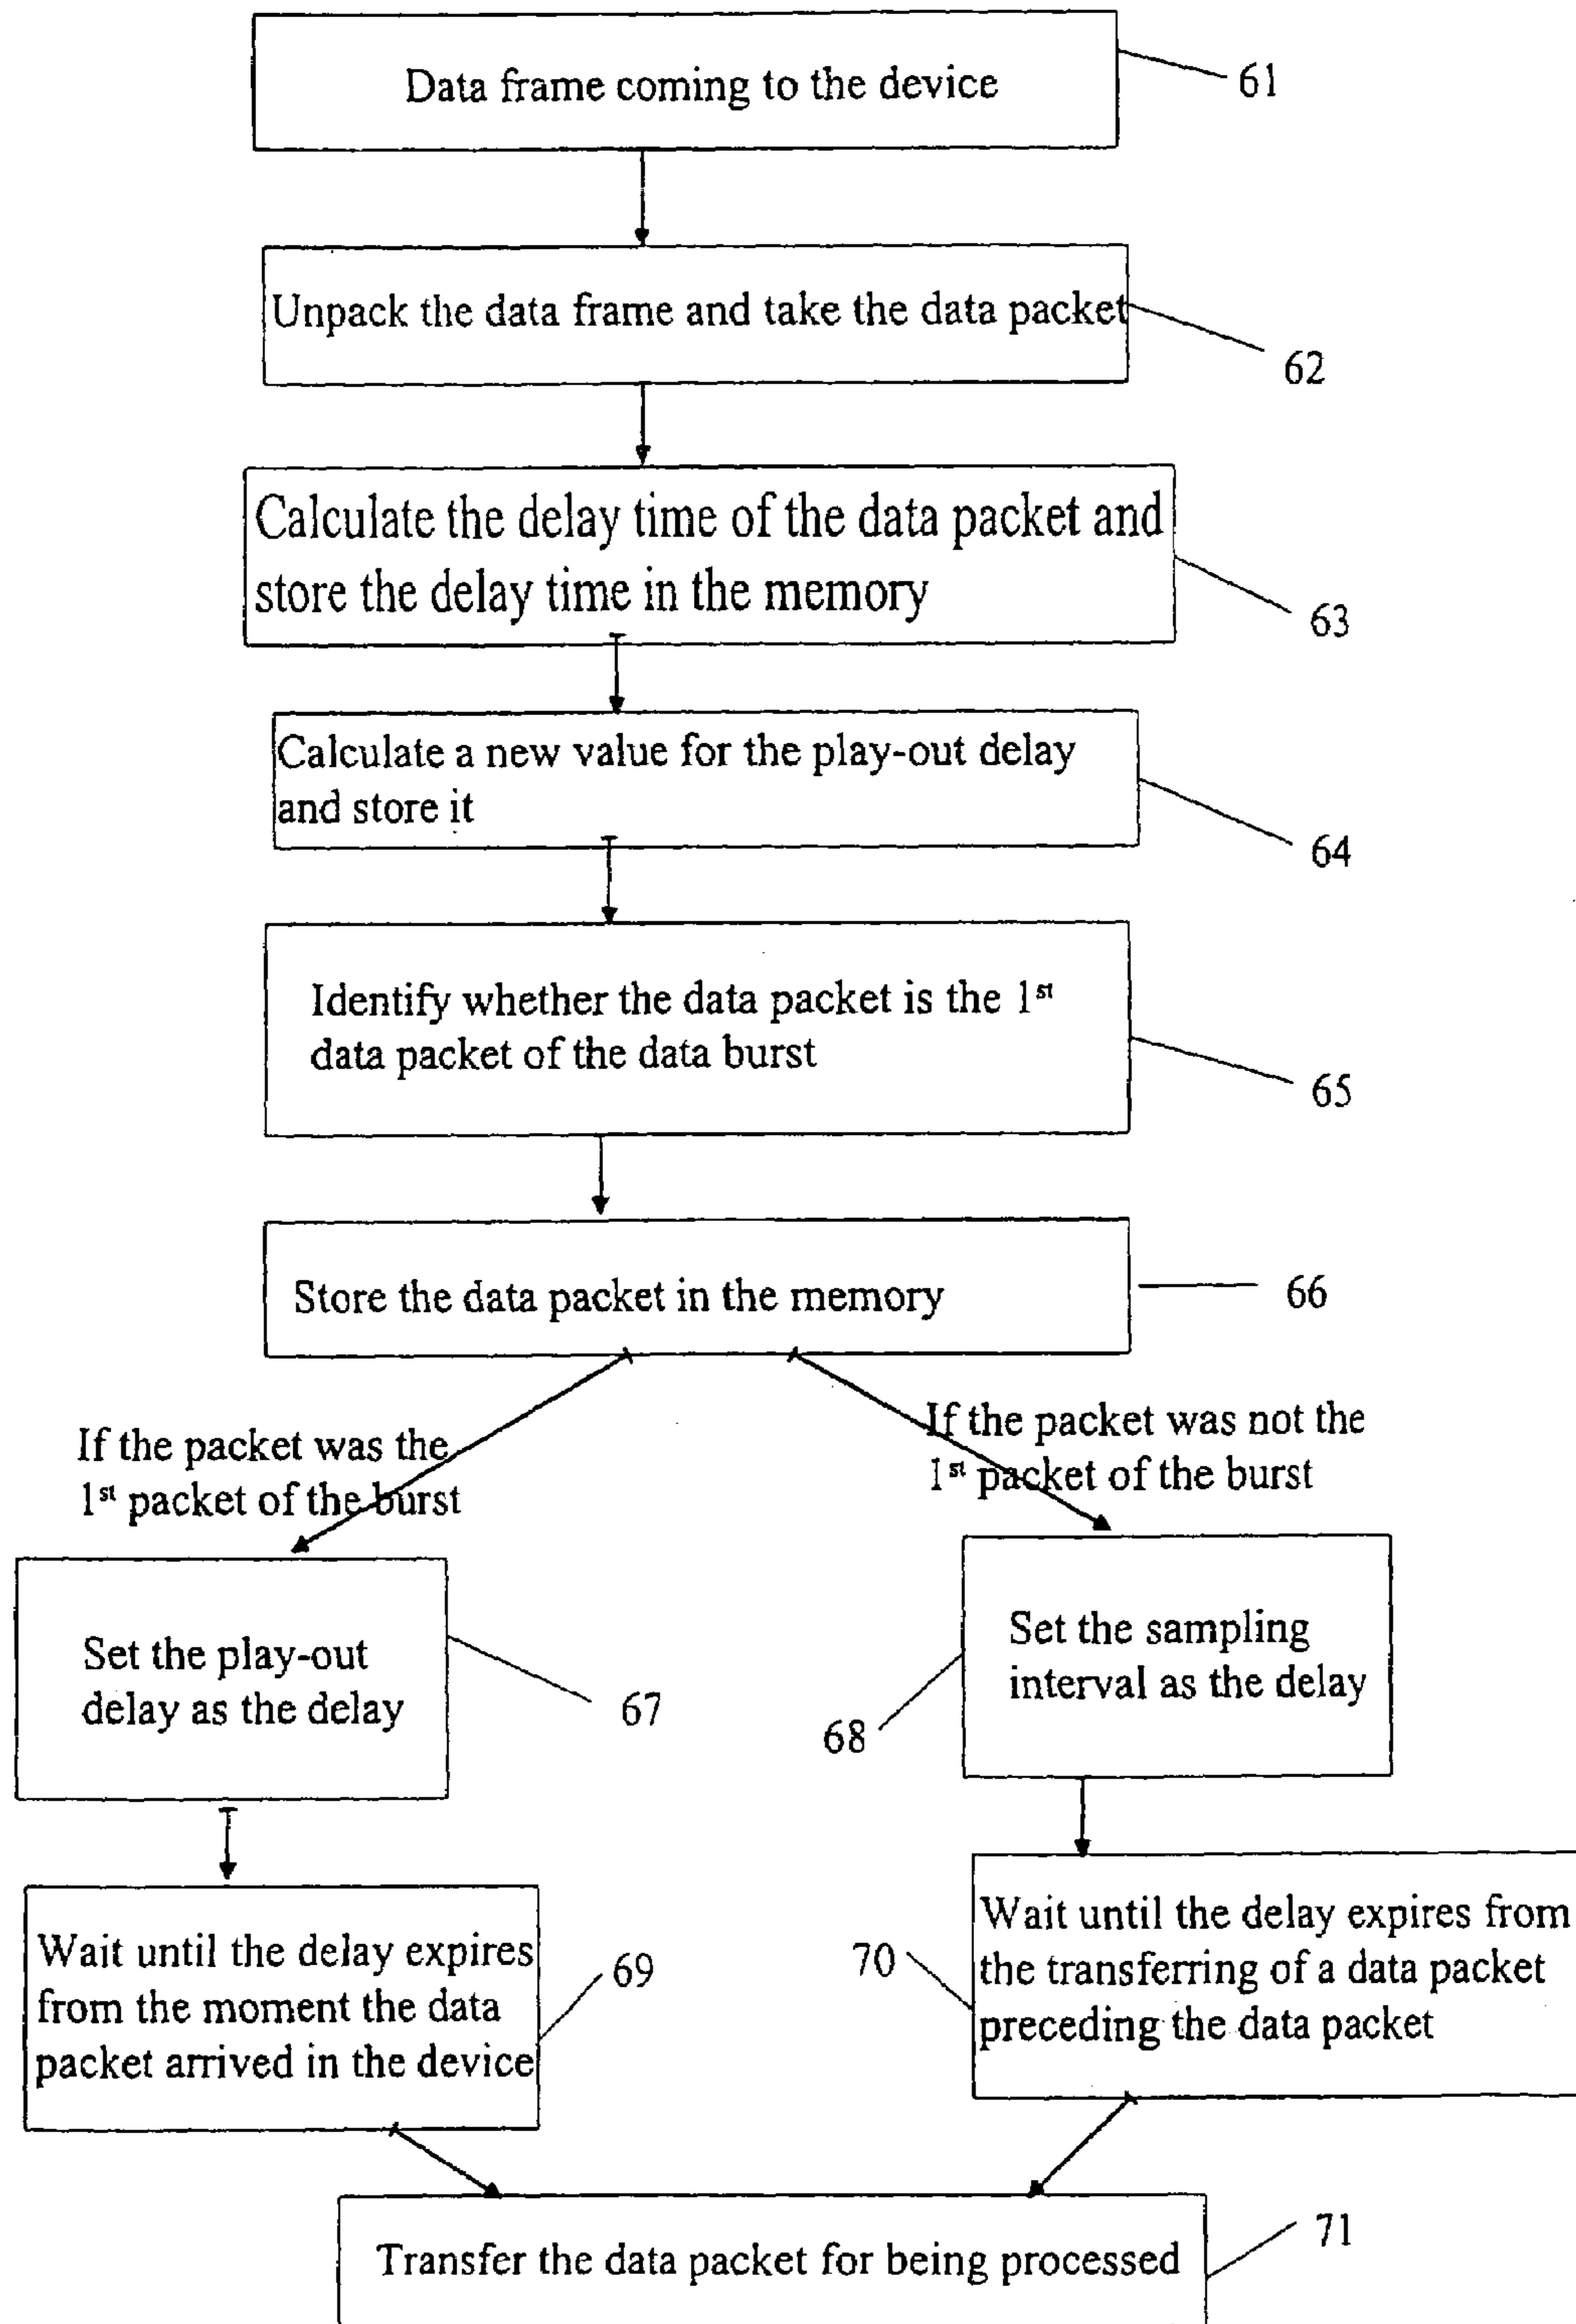 Data frame coming to the device
61
Unpack the data frame and take the data packet
62
Calculate the delay time of the data packet and
store the delay time in the memory
63
Calculate a new value for the play-out delay
and store it
64
Identify whether the data packet is the 1st
data packet of the data burst
65
Store the data packet in the memory
66
If the packet was the
1st packet of the burst
If the packet was not the
1st packet of the burst
Set the play-out
delay as the delay
67
Set the sampling
interval as the delay
68
Wait until the delay expires
from the moment the data
packet arrived in the device
69
Wait until the delay expires from
the transferring of a data packet
preceding the data packet
70
Transfer the data packet for being processed
71